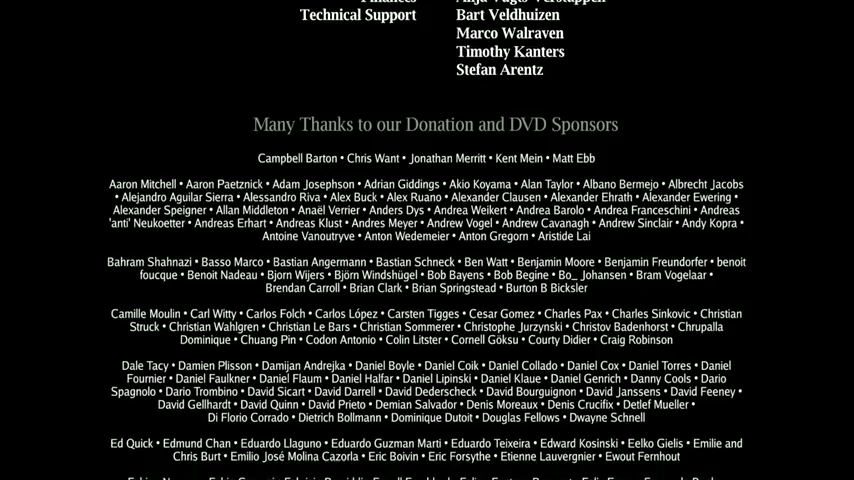 Technical Support Bart Veldhuizen
Marco Walraven
Timothy Kanters
Stefan Arentz
Many Thanks to our Donation and DVD Sponsors
Campbell Barton • Chris Want • Jonathan Merritt • Kent Mein • Matt Ebb
Aaron Mitchell • Aaron Paetznick • Adam Josephson • Adrian Giddings • Akio Koyama • Alan Taylor • Albano Bermejo • Albrecht Jacobs
• Alejandro Aguilar Sierra • Alessandro Riva • Alex Buck • Alex Ruano • Alexander Clausen • Alexander Ehrath • Alexander Ewering •
Alexander Speigner • Allan Middleton • Anaël Verrier • Anders Dys • Andrea Weikert • Andrea Barolo • Andrea Franceschini • Andreas
'anti' Neukoetter • Andreas Erhart • Andreas Klust • Andres Meyer • Andrew Vogel • Andrew Cavanagh • Andrew Sinclair • Andy Kopra •
Antoine Vanoutryve • Anton Wedemeier • Anton Gregorn • Aristide Lai
Bahram Shahnazi • Basso Marco • Bastian Angermann • Bastian Schneck • Ben Watt • Benjamin Moore • Benjamin Freundorfer • benoit
foucque • Benoit Nadeau • Bjorn Wijers • Björn Windshügel • Bob Bayens • Bob Begine • Bo_ Johansen • Bram Vogelaar •
Brendan Carroll • Brian Clark • Brian Springstead • Burton B Bicksler
Camille Moulin • Carl Witty • Carlos Folch • Carlos López • Carsten Tigges • Cesar Gomez • Charles Pax • Charles Sinkovic • Christian
Struck • Christian Wahlgren • Christian Le Bars • Christian Sommerer • Christophe Jurzynski • Christov Badenhorst • Chrupalla
Dominique • Chuang Pin • Codon Antonio • Colin Litster • Cornell Göksu • Courty Didier • Craig Robinson
Dale Tacy • Damien Plisson • Damijan Andrejka • Daniel Boyle • Daniel Coik • Daniel Collado • Daniel Cox • Daniel Torres • Daniel
Fournier • Daniel Faulkner • Daniel Flaum • Daniel Halfar • Daniel Lipinski • Daniel Klaue • Daniel Genrich • Danny Cools • Dario
Spagnolo • Dario Trombino • David Sicart • David Darrell • David Dederscheck • David Bourguignon • David Janssens • David Feeney •
David Gellhardt • David Quinn • David Prieto • Demian Salvador • Denis Moreaux • Denis Crucifix • Detlef Mueller •
Di Florio Corrado • Dietrich Bollmann • Dominique Dutoit • Douglas Fellows • Dwayne Schnell
Ed Quick • Edmund Chan • Eduardo Llaguno • Eduardo Guzman Marti • Eduardo Teixeira • Edward Kosinski • Eelko Gielis • Emilie and
Chris Burt • Emilio José Molina Cazorla • Eric Boivin • Eric Forsythe • Etienne Lauvergnier • Ewout Fernhout